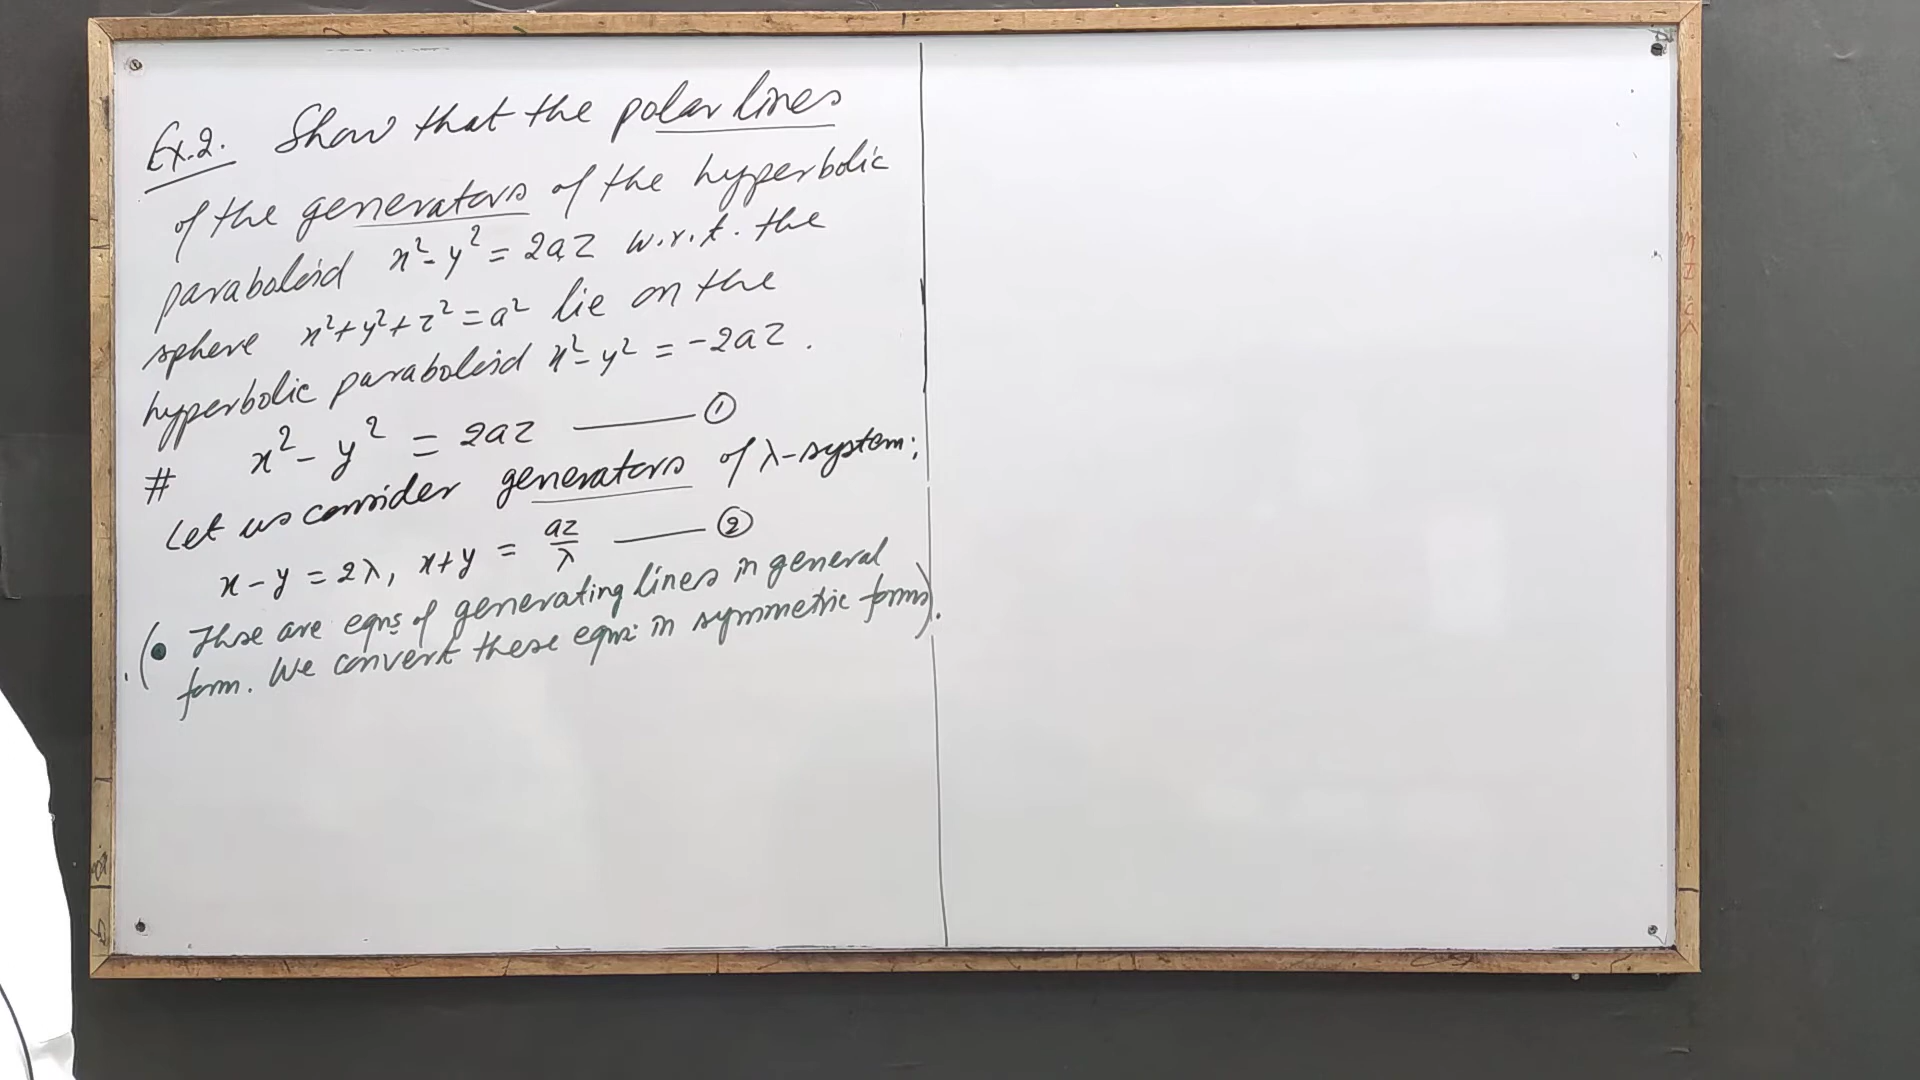 Ex.2. Show that the polar lines
of the generators of the hyperbolic
paraboloid x² - y² = 2az w.r.t. the
sphere x² + y² + z² = a² lie on the
hyperbolic paraboloid x² - y² = -2az.
# x² - y² = 2az —— ①
Let us consider generators of λ-system;
x - y = 2λ, x + y = az/λ —— ②
(• These are eqns of generating lines in general
form. We convert these eqns in symmetric forms).